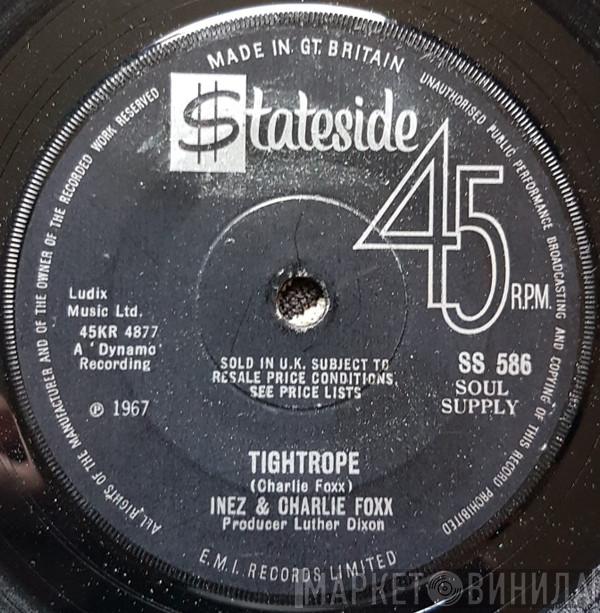 MADE IN GT. BRITAIN
UNAUTHORISED PUBLIC PERFORMANCE BROADCASTING AND COPYING OF THIS RECORD PROHIBITED
ALL RIGHTS OF THE MANUFACTURER AND OF THE OWNER OF THE RECORDED WORK RESERVED
$tateside
45 R.P.M.
Ludix
Music Ltd.
45KR 4877
A 'Dynamo'
Recording
℗ 1967
SOLD IN U.K. SUBJECT TO
RESALE PRICE CONDITIONS,
SEE PRICE LISTS
SS 586
SOUL
SUPPLY
TIGHTROPE
(Charlie Foxx)
INEZ & CHARLIE FOXX
Producer Luther Dixon
E.M.I. RECORDS LIMITED
МАРКЕТ ВИНИЛА